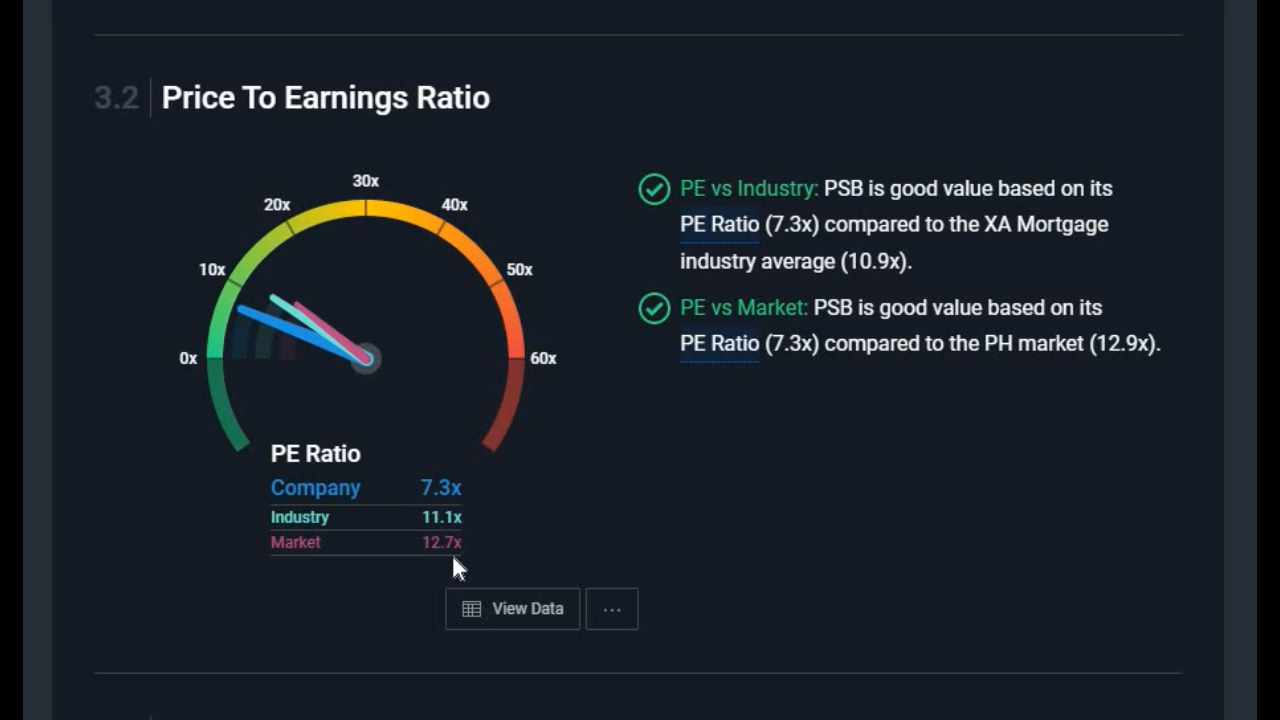 3.2 Price To Earnings Ratio
30x
20x
40x
10x
50x
0x
60x
PE Ratio
Company 7.3x
Industry 11.1x
Market 12.7x
View Data ...
PE vs Industry: PSB is good value based on its
PE Ratio (7.3x) compared to the XA Mortgage
industry average (10.9x).
PE vs Market: PSB is good value based on its
PE Ratio (7.3x) compared to the PH market (12.9x).